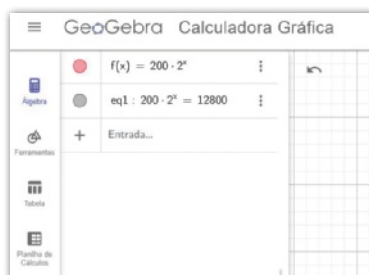 GeoGebra Calculadora Gráfica
f(x) = 200 · 2ˣ
Álgebra
eq1 : 200 · 2ˣ = 12800
Entrada...
Ferramentas
Tabela
Planilha de
Cálculos